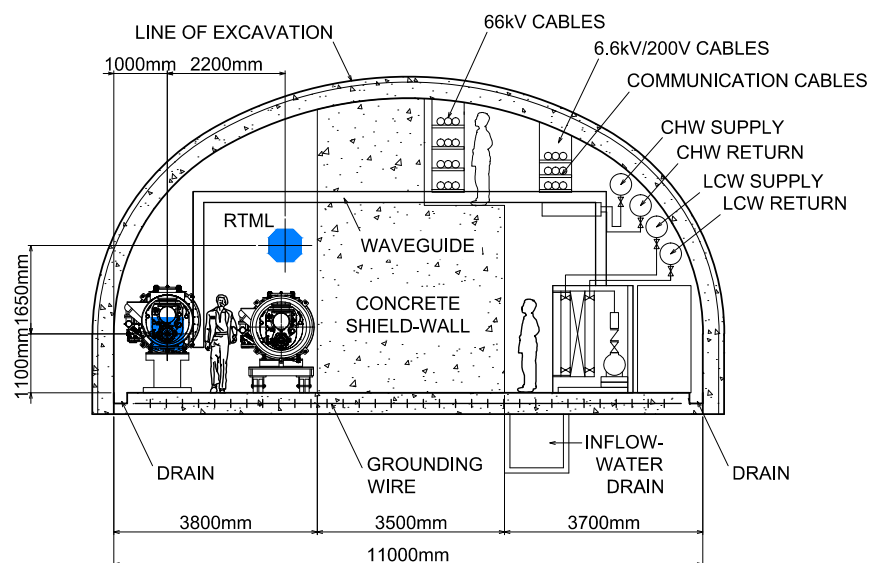 66kV CABLES
LINE OF EXCAVATION
6.6kV/200V CABLES
1000mm
2200mm
COMMUNICATION CABLES
CHW SUPPLY
CHW RETURN
LCW SUPPLY
LCW RETURN
RTML
WAVEGUIDE
1650mm
CONCRETE
SHIELD-WALL
1100mm
DRAIN
GROUNDING
WIRE
INFLOW-
WATER
DRAIN
DRAIN
3800mm
3500mm
3700mm
11000mm